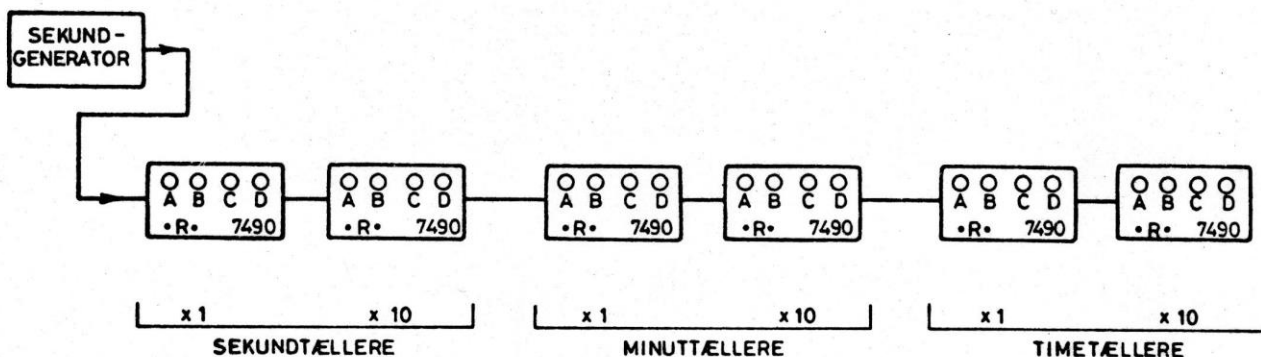 SEKUND-
GENERATOR
A B C D A B C D A B C D A B C D A B C D A B C D
•R• 7490 •R• 7490 •R• 7490 •R• 7490 •R• 7490 •R• 7490
x 1 x 10 x 1 x 10 x 1 x 10
SEKUNDTÆLLERE MINUTTÆLLERE TIMETÆLLERE